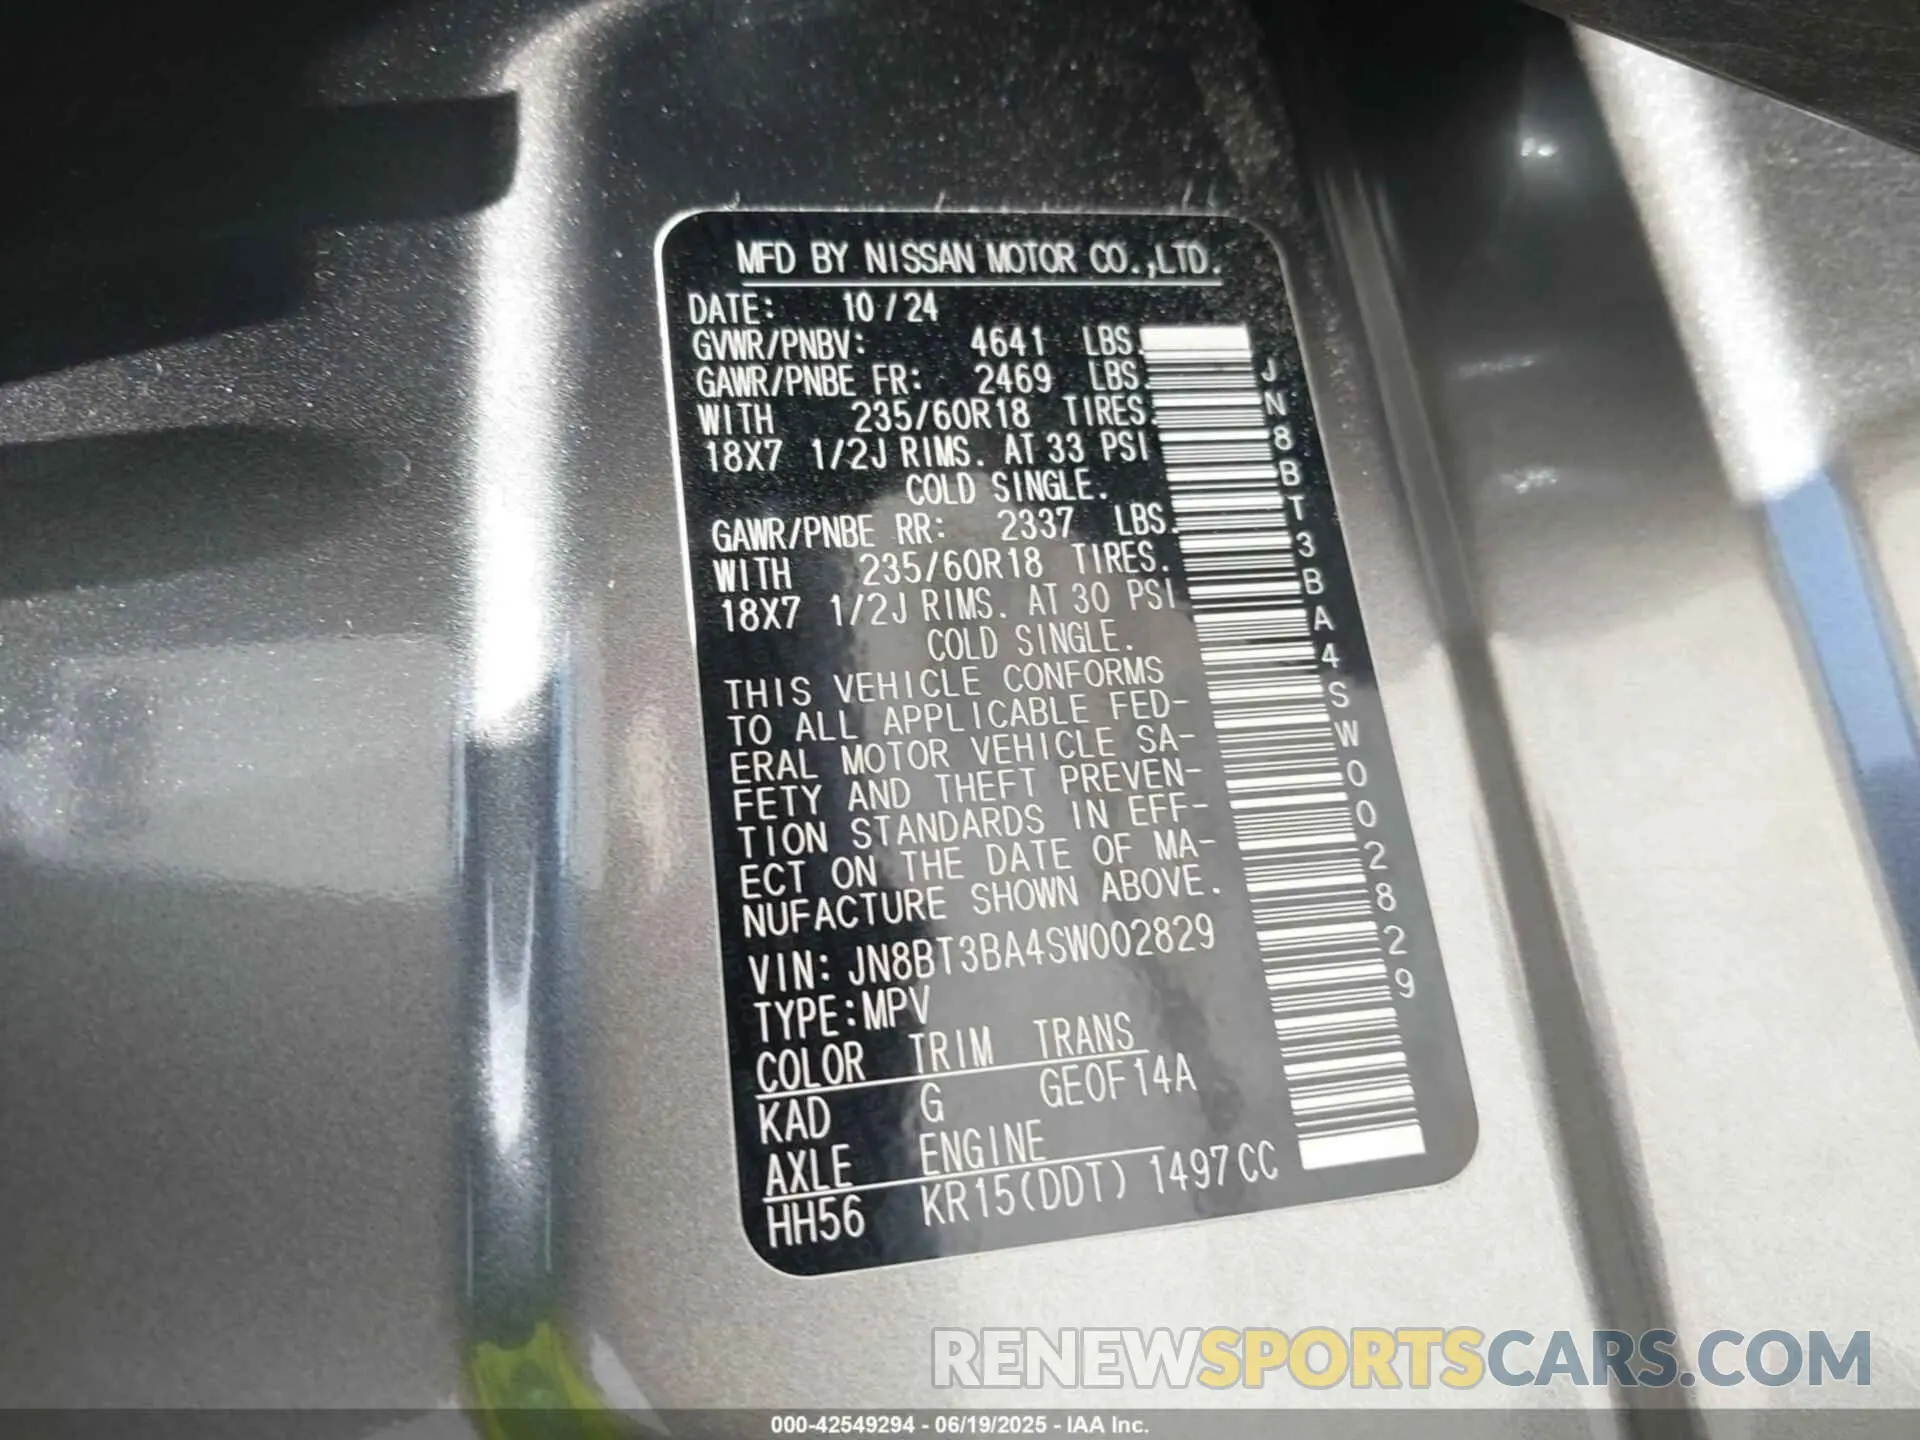 MFD BY NISSAN MOTOR CO.,LTD.
DATE: 10/24
GVWR/PNBV: 4641 LBS.
GAWR/PNBE FR: 2469 LBS.
WITH 235/60R18 TIRES.
18X7 1/2J RIMS. AT 33 PSI
COLD SINGLE.
GAWR/PNBE RR: 2337 LBS.
WITH 235/60R18 TIRES.
18X7 1/2J RIMS. AT 30 PSI
COLD SINGLE.
THIS VEHICLE CONFORMS
TO ALL APPLICABLE FED-
ERAL MOTOR VEHICLE SA-
FETY AND THEFT PREVEN-
TION STANDARDS IN EFF-
ECT ON THE DATE OF MA-
NUFACTURE SHOWN ABOVE.
VIN: JN8BT3BA4SW002829
TYPE:MPV
COLOR TRIM TRANS
KAD G GE0F14A
AXLE ENGINE
HH56 KR15(DDT) 1497CC
JN8BT3BA4SW002829
RENEWSPORTSCARS.COM
000-42549294 - 06/19/2025 - IAA Inc.